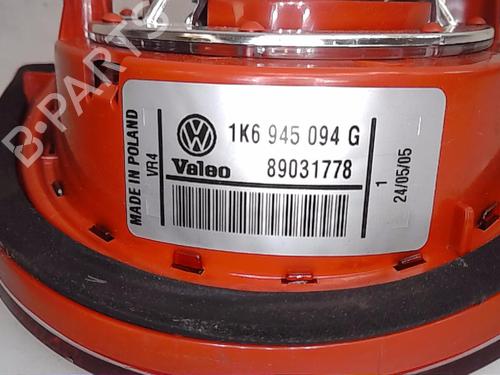 B-PARTS
MADE IN POLAND
VR4
1K6 945 094 G
Valeo 89031778
1
24/05/05